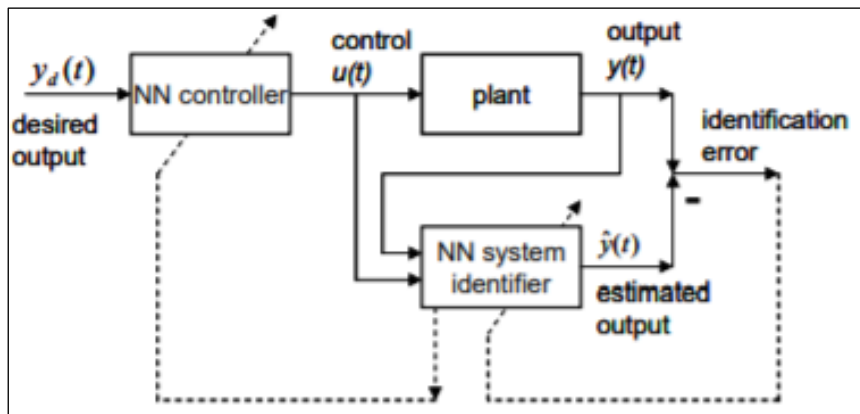 y_d(t)
desired
output
NN controller
control
u(t)
plant
output
y(t)
identification
error
-
NN system
identifier
ŷ(t)
estimated
output